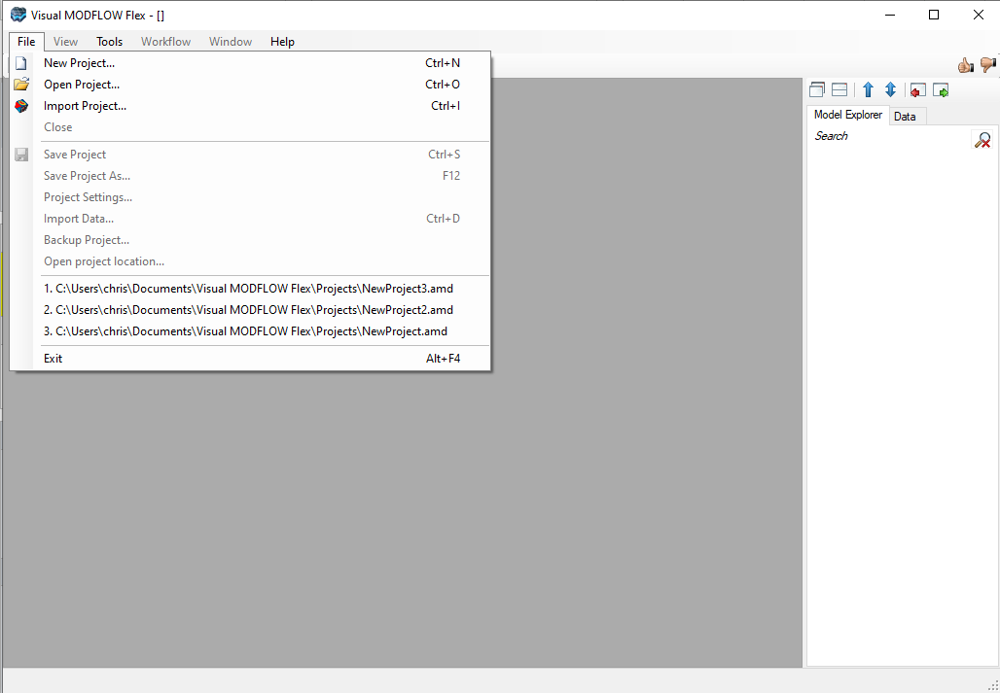 Visual MODFLOW Flex - []
File View Tools Workflow Window Help
New Project... Ctrl+N
Open Project... Ctrl+O
Import Project... Ctrl+I
Close
Save Project Ctrl+S
Save Project As... F12
Project Settings...
Import Data... Ctrl+D
Backup Project...
Open project location...
1. C:\Users\chris\Documents\Visual MODFLOW Flex\Projects\NewProject3.amd
2. C:\Users\chris\Documents\Visual MODFLOW Flex\Projects\NewProject2.amd
3. C:\Users\chris\Documents\Visual MODFLOW Flex\Projects\NewProject.amd
Exit Alt+F4
Model Explorer Data
Search